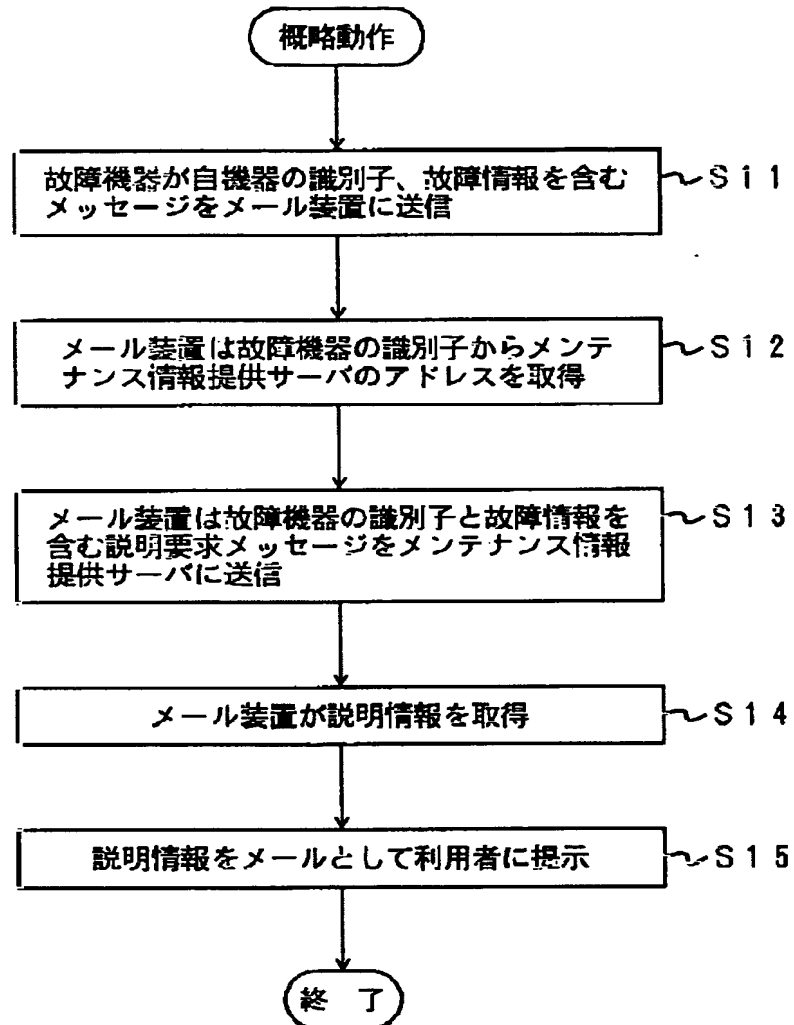 概略動作
故障機器が自機器の識別子、故障情報を含む
メッセージをメール装置に送信
S11
メール装置は故障機器の識別子からメンテ
ナンス情報提供サーバのアドレスを取得
S12
メール装置は故障機器の識別子と故障情報を
含む説明要求メッセージをメンテナンス情報
提供サーバに送信
S13
メール装置が説明情報を取得
S14
説明情報をメールとして利用者に提示
S15
終 了